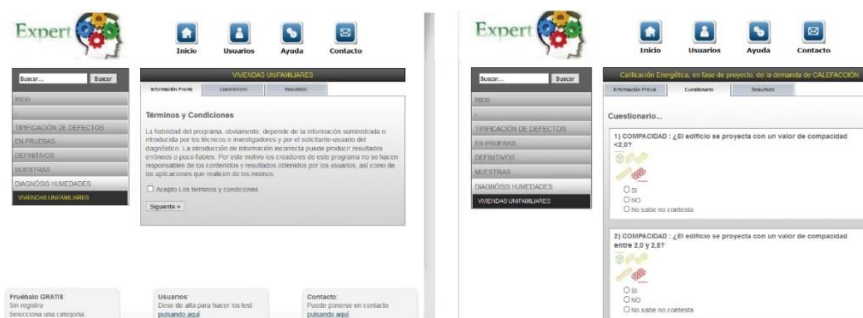 Expert
Inicio Usuarios Ayuda Contacto
Buscar... Buscar
INICIO
TIPIFICACIÓN DE DEFECTOS
EN PRUEBAS
DEFINITIVOS
MUESTRAS
DIAGNÓSIS HUMEDADES
VIVIENDAS UNIFAMILIARES
VIVIENDAS UNIFAMILIARES
Información Previa Cuestionario Resultado
Términos y Condiciones
La fiabilidad del programa, obviamente, depende de la información suministrada o
introducida por los técnicos e investigadores y por el solicitante-usuario del
diagnóstico. La introducción de información incorrecta puede producir resultados
erróneos o poco fiables. Por este motivo los creadores de este programa no se hacen
responsables de los contenidos y resultados obtenidos por los usuarios, así como de
las aplicaciones que realicen de los mismos.
Acepto Los terminos y condiciones
Siguiente »
Pruébalo GRATIS:
Sin registro
Selecciona una categoría
Usuarios:
Dese de alta para hacer los test
pulsando aquí
Contacto:
Puede ponerse en contacto
pulsando aquí
Expert
Inicio Usuarios Ayuda Contacto
Buscar... Buscar
INICIO
TIPIFICACIÓN DE DEFECTOS
EN PRUEBAS
DEFINITIVOS
MUESTRAS
DIAGNÓSIS HUMEDADES
VIVIENDAS UNIFAMILIARES
Calificación Energética, en fase de proyecto, de la demanda de CALEFACCIÓN
Información Previa Cuestionario Resultado
Cuestionario...
1) COMPACIDAD : ¿El edificio se proyecta con un valor de compacidad
<2,0?
SI
NO
No sabe no contesta
2) COMPACIDAD : ¿El edificio se proyecta con un valor de compacidad
entre 2,0 y 2,5?
SI
NO
No sabe no contesta